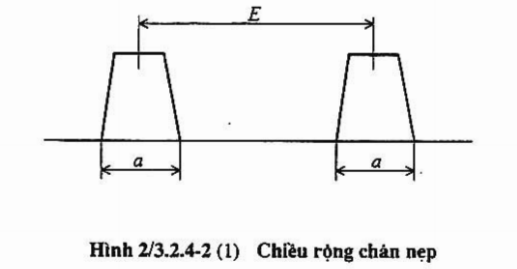 E
a a
Hình 2/3.2.4-2 (1) Chiều rộng chân nẹp